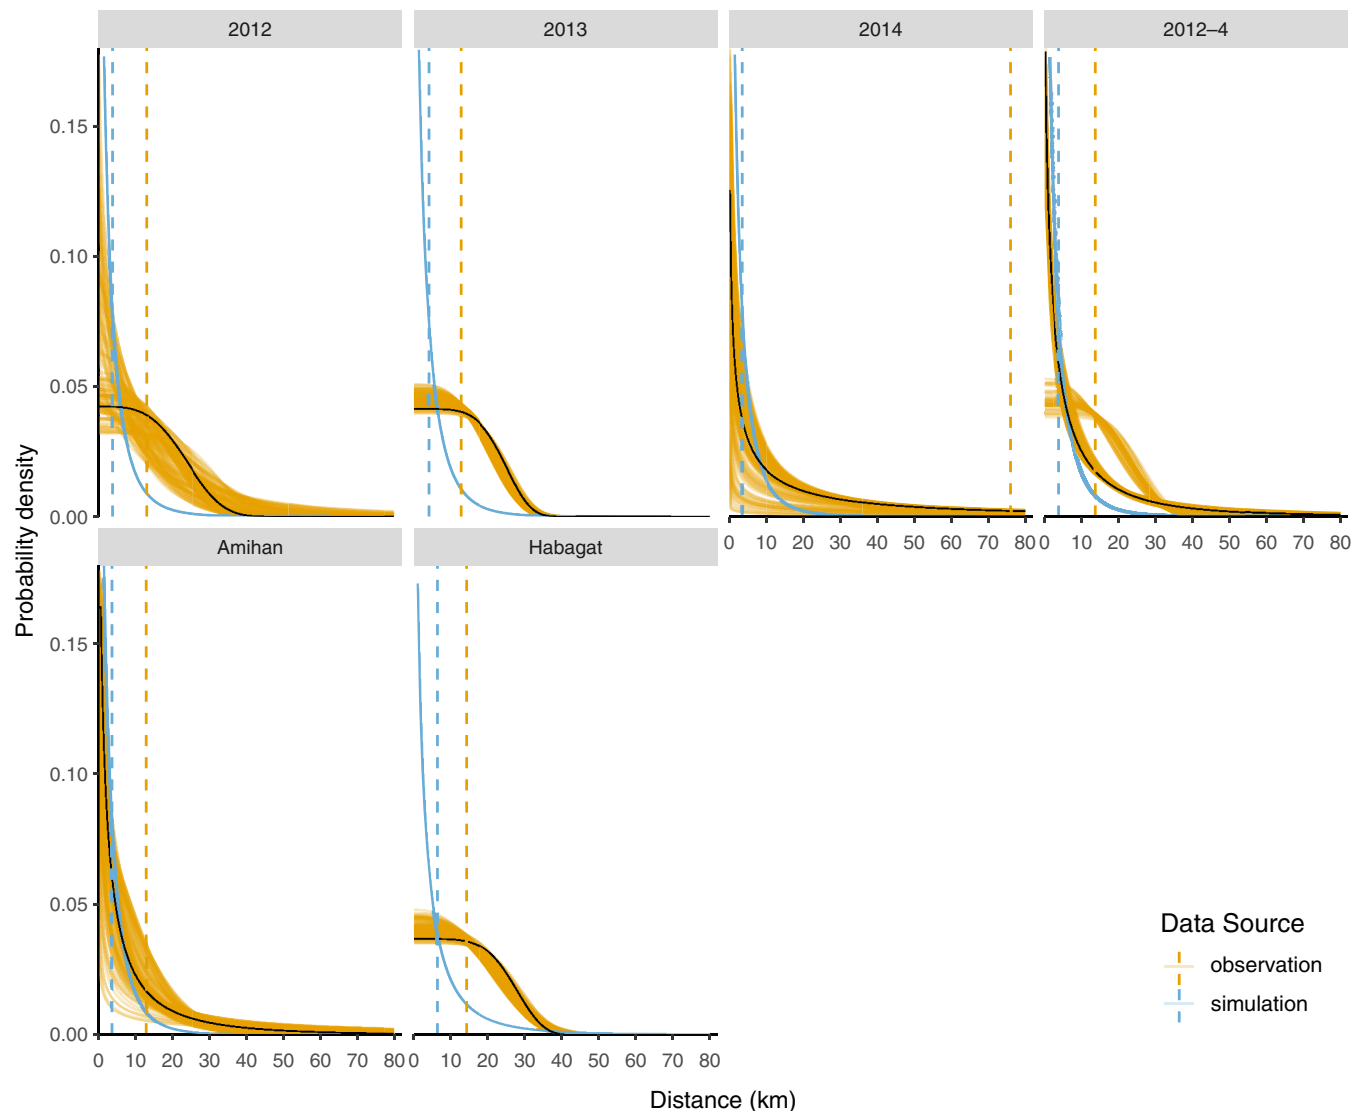 2012 2013 2014 2012–4
0.15
0.10
0.05
0.00
0 10 20 30 40 50 60 70 80 0 10 20 30 40 50 60 70 80
Probability density
Amihan Habagat
0.15
0.10
0.05
0.00
0 10 20 30 40 50 60 70 80 0 10 20 30 40 50 60 70 80
Distance (km)
Data Source
observation
simulation